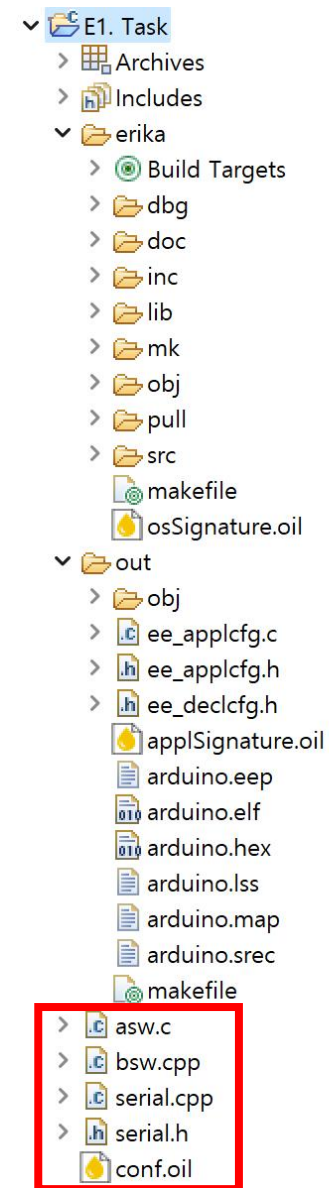 E1. Task
Archives
Includes
erika
Build Targets
dbg
doc
inc
lib
mk
obj
pull
src
makefile
osSignature.oil
out
obj
ee_applcfg.c
ee_applcfg.h
ee_declcfg.h
applSignature.oil
arduino.eep
arduino.elf
arduino.hex
arduino.lss
arduino.map
arduino.srec
makefile
asw.c
bsw.cpp
serial.cpp
serial.h
conf.oil